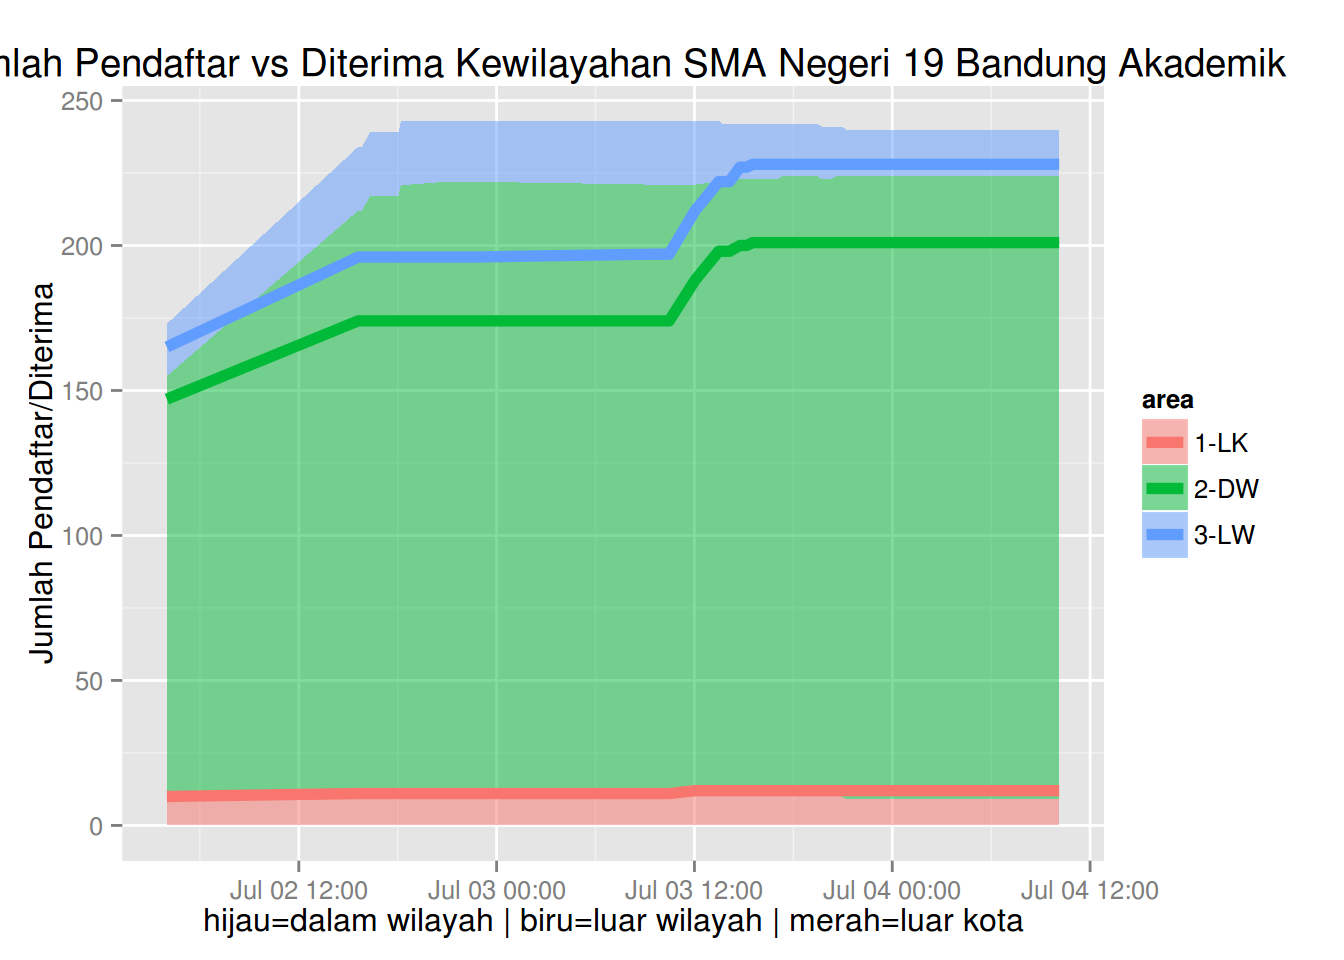 mlah Pendaftar vs Diterima Kewilayahan SMA Negeri 19 Bandung Akademik
250
200
150
100
50
0
Jumlah Pendaftar/Diterima
area
1-LK
2-DW
3-LW
Jul 02 12:00 Jul 03 00:00 Jul 03 12:00 Jul 04 00:00 Jul 04 12:00
hijau=dalam wilayah | biru=luar wilayah | merah=luar kota